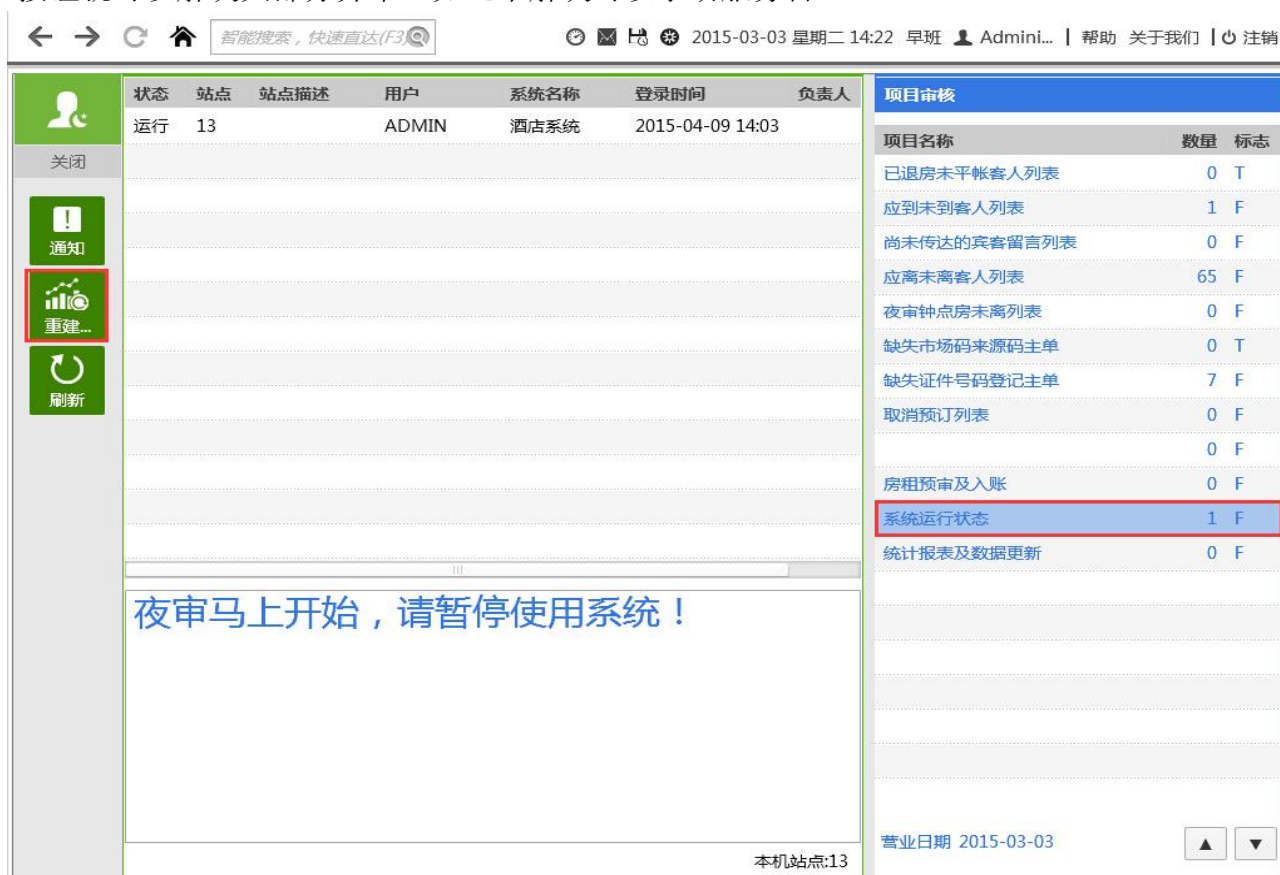 智能搜索，快速直达(F3)
2015-03-03 星期二 14:22 早班 Admini... | 帮助 关于我们 | 注销
关闭
通知
重建...
刷新
状态 站点 站点描述 用户 系统名称 登录时间 负责人
运行 13 ADMIN 酒店系统 2015-04-09 14:03
夜审马上开始，请暂停使用系统！
本机站点:13
项目审核
项目名称 数量 标志
已退房未平帐客人列表 0 T
应到未到客人列表 1 F
尚未传达的宾客留言列表 0 F
应离未离客人列表 65 F
夜审钟点房未离列表 0 F
缺失市场码来源码主单 0 T
缺失证件号码登记主单 7 F
取消预订列表 0 F
0 F
房租预审及入账 0 F
系统运行状态 1 F
统计报表及数据更新 0 F
营业日期 2015-03-03